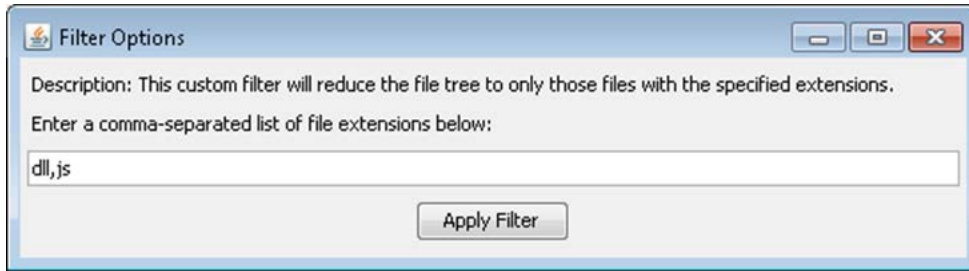 Filter Options
Description: This custom filter will reduce the file tree to only those files with the specified extensions.
Enter a comma-separated list of file extensions below:
dll,js
Apply Filter